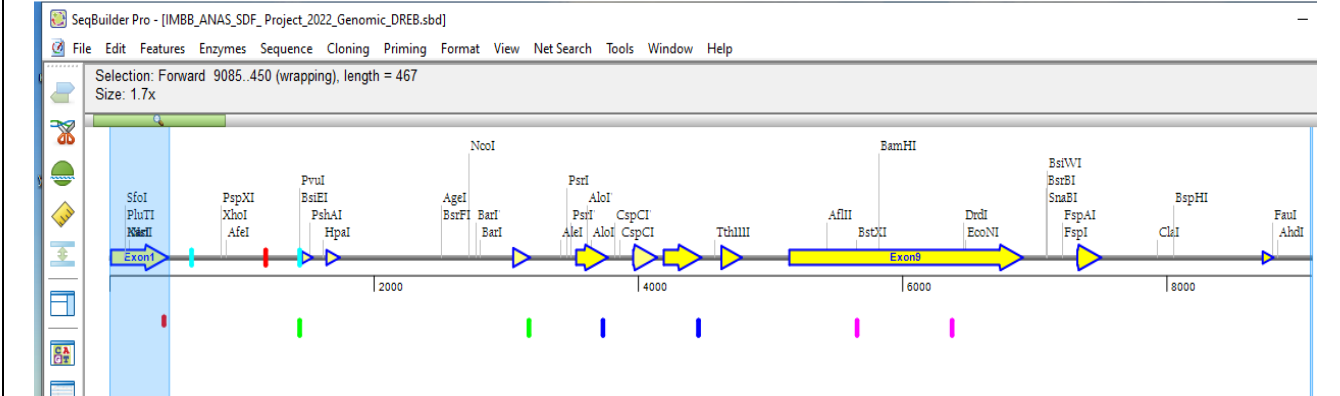 SeqBuilder Pro - [IMBB_ANAS_SDF_ Project_2022_Genomic_DREB.sbd]
File Edit Features Enzymes Sequence Cloning Priming Format View Net Search Tools Window Help
Selection: Forward 9085..450 (wrapping), length = 467
Size: 1.7x
NcoI BamHI
BsiWI
PvuI PsrI BsrBI
SfoI PspXI BsiEI AgeI AloI' SnaBI BspHI
PluTI XhoI PshAI BsrFI BarI' PsrI' CspCI' AflII DrdI FspAI FauI
AfeI HpaI BarI AleI AloI CspCI TthlllI BstXI EcoNI FspI ClaI AhdI
Exon1 Exon9
2000 4000 6000 8000